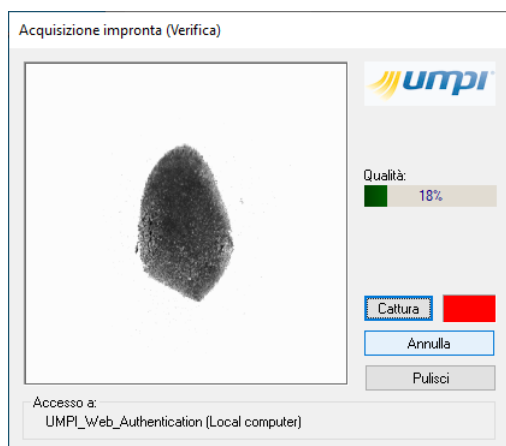 Acquisizione impronta (Verifica)
umpi
Qualità:
18%
Cattura
Annulla
Pulisci
Accesso a:
UMPI_Web_Authentication (Local computer)